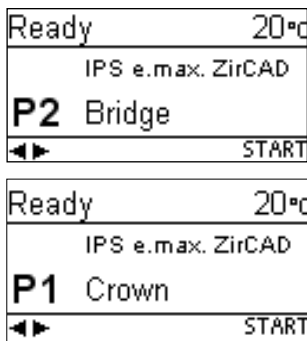 Ready 20°c
IPS e.max. ZirCAD
P2 Bridge
START
Ready 20°c
IPS e.max. ZirCAD
P1 Crown
START